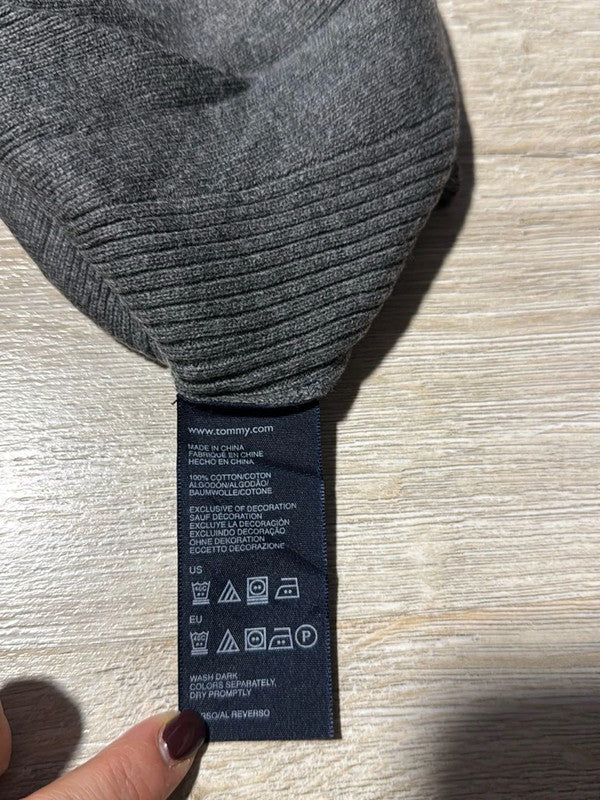 www.tommy.com
MADE IN CHINA
FABRIQUÉ EN CHINE
HECHO EN CHINA
100% COTTON/COTON
ALGODÓN/ALGODÃO/
BAUMWOLLE/COTONE
EXCLUSIVE OF DECORATION
SAUF DÉCORATION
EXCLUYE LA DECORACIÓN
EXCLUINDO DECORAÇÃO
OHNE DEKORATION
ECCETTO DECORAZIONE
US
EU
P
WASH DARK
COLORS SEPARATELY,
DRY PROMPTLY
REVERSO